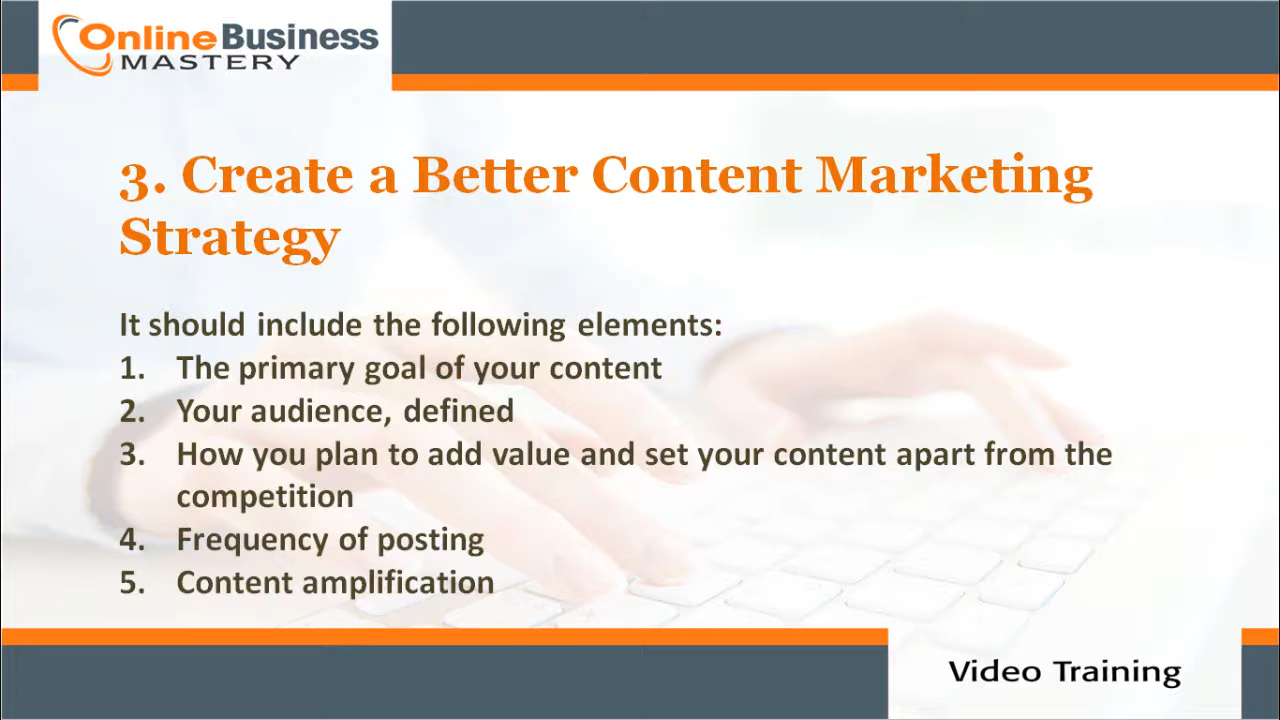 Online Business
MASTERY
3. Create a Better Content Marketing
Strategy
It should include the following elements:
1. The primary goal of your content
2. Your audience, defined
3. How you plan to add value and set your content apart from the
competition
4. Frequency of posting
5. Content amplification
Video Training